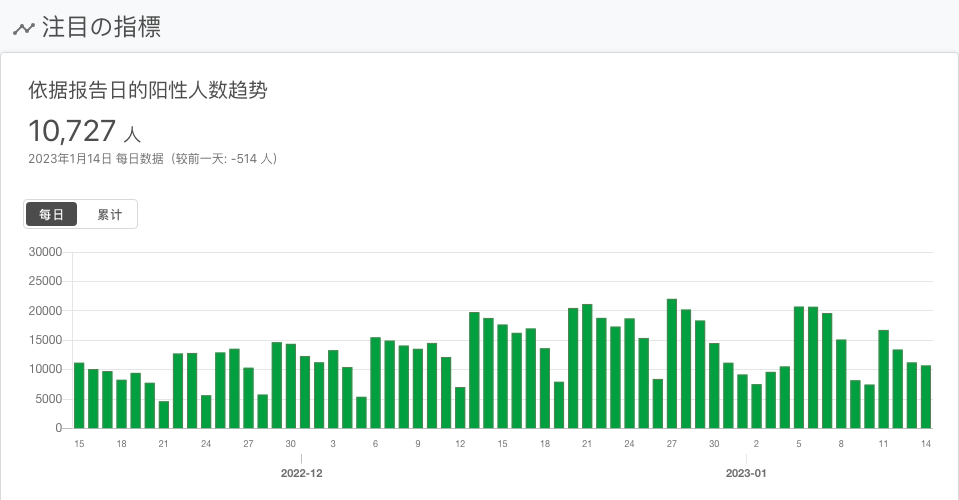 注目の指標
依据报告日的阳性人数趋势
10,727 人
2023年1月14日 每日数据（较前一天: -514 人）
每日 累计
30000
25000
20000
15000
10000
5000
0
15 18 21 24 27 30 3 6 9 12 15 18 21 24 27 30 2 5 8 11 14
2022-12 2023-01